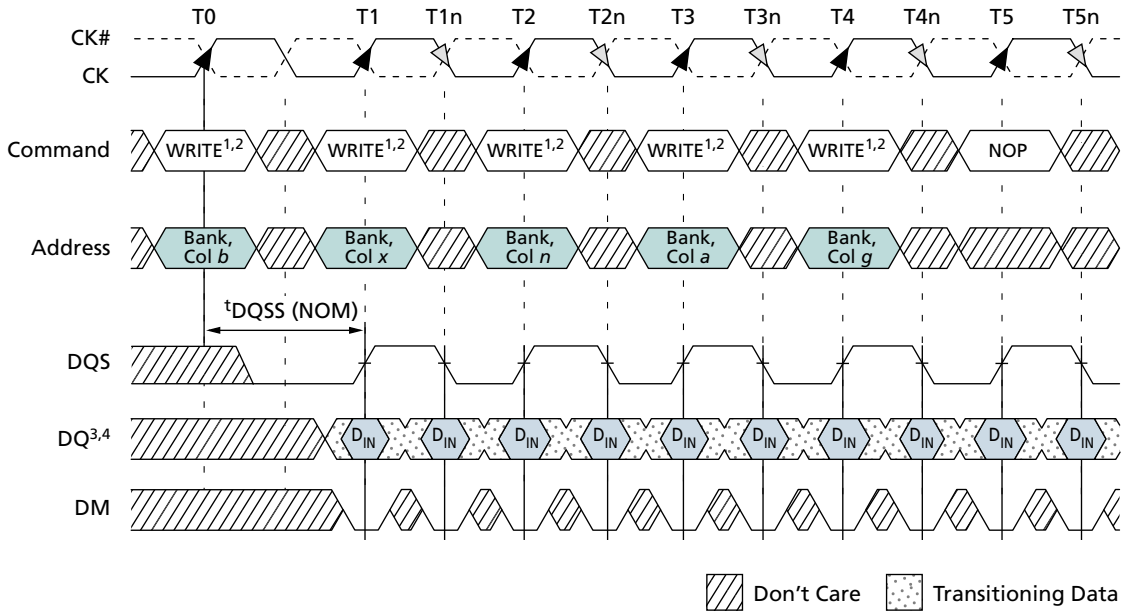 T0 T1 T1n T2 T2n T3 T3n T4 T4n T5 T5n
CK#
CK
Command WRITE1,2 WRITE1,2 WRITE1,2 WRITE1,2 WRITE1,2 NOP
Address Bank, Col b Bank, Col x Bank, Col n Bank, Col a Bank, Col g
tDQSS (NOM)
DQS
DQ3,4 DIN DIN DIN DIN DIN DIN DIN DIN DIN DIN
DM
Don't Care Transitioning Data